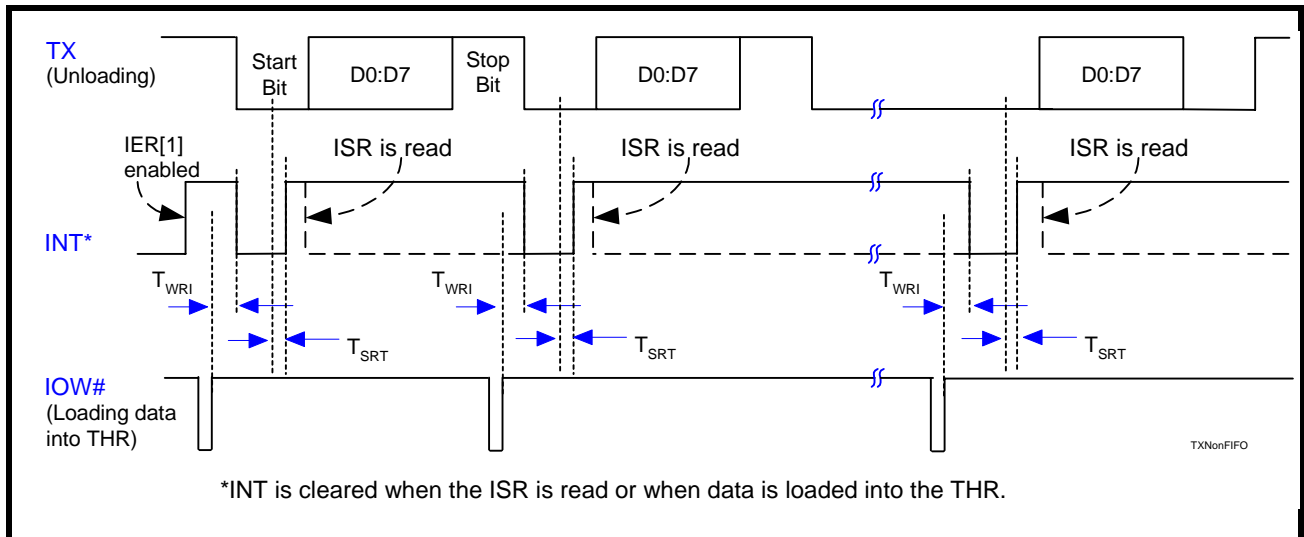 TX
(Unloading)
Start
Bit
D0:D7
Stop
Bit
D0:D7
D0:D7
IER[1]
enabled
ISR is read
ISR is read
ISR is read
INT*
TWRI
TWRI
TWRI
TSRT
TSRT
TSRT
IOW#
(Loading data
into THR)
TXNonFIFO
*INT is cleared when the ISR is read or when data is loaded into the THR.